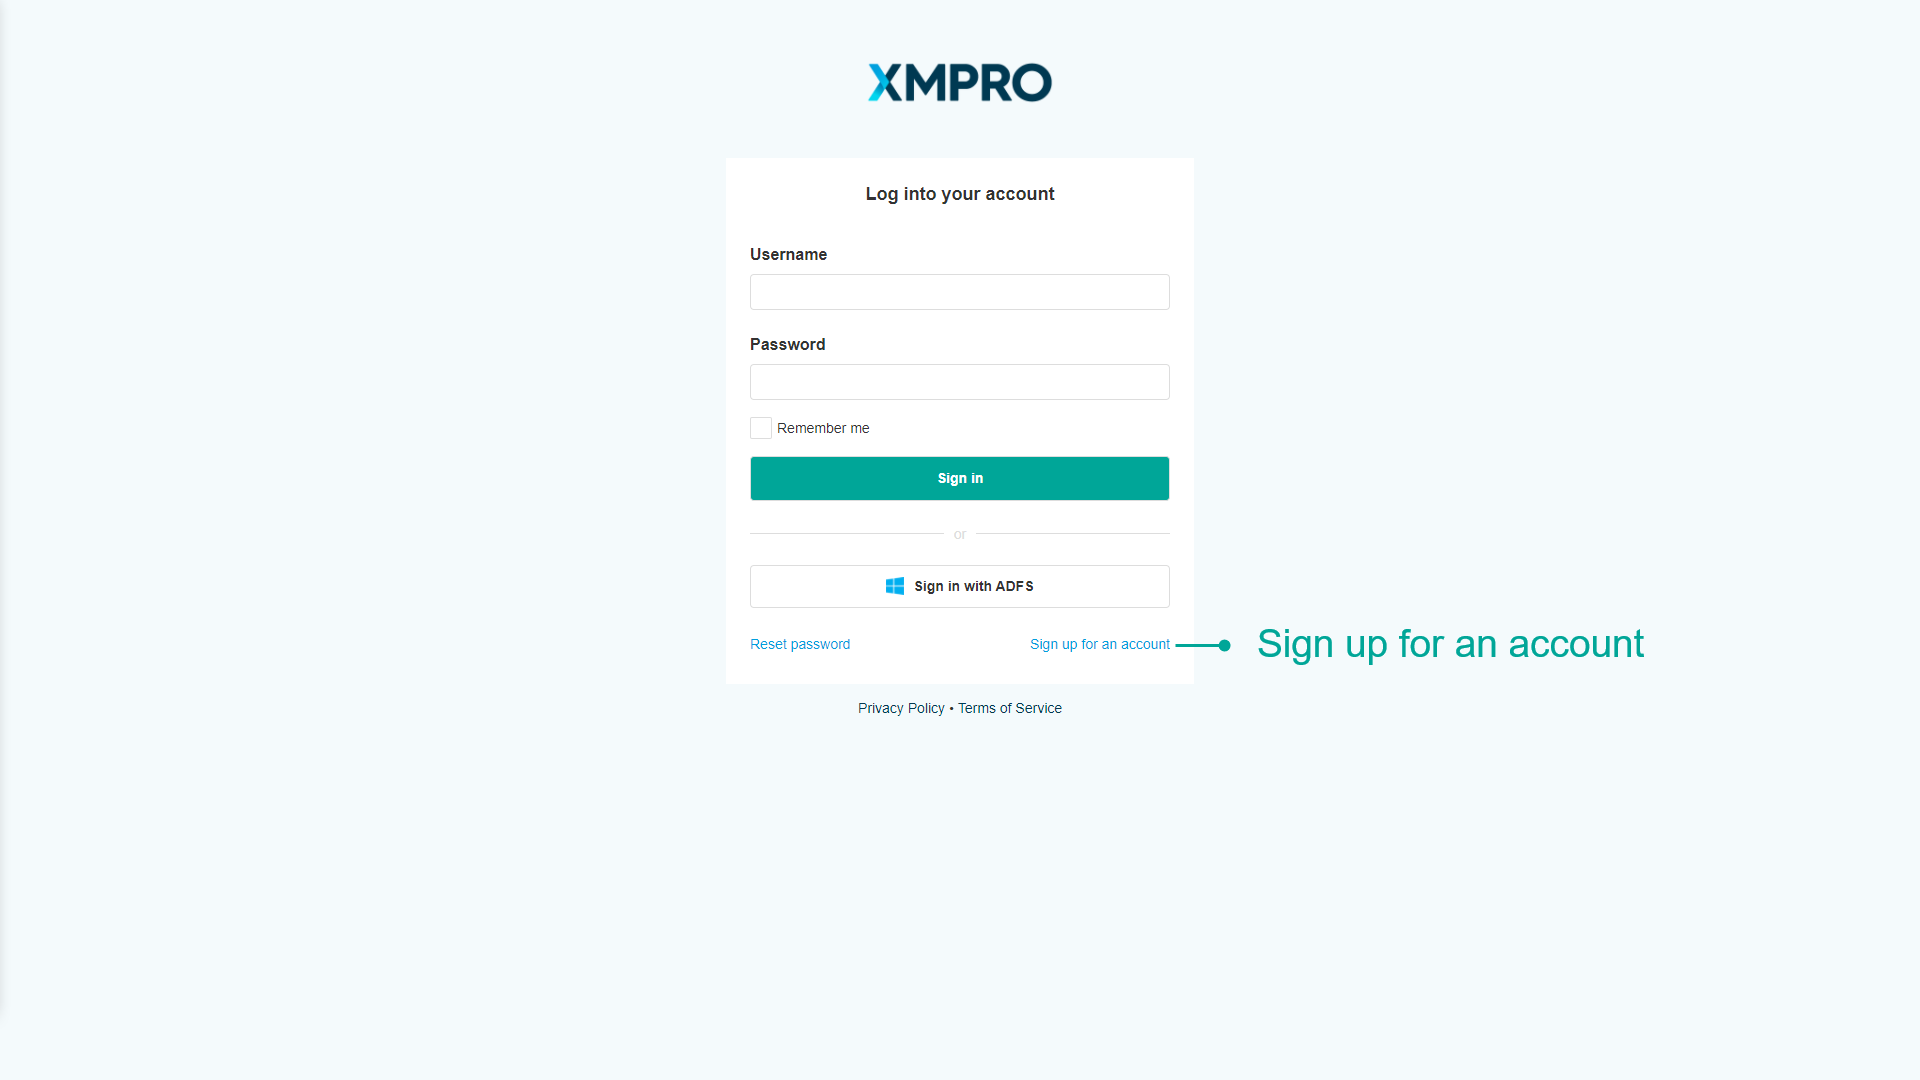 XMPRO
Log into your account
Username
Password
Remember me
Sign in
or
Sign in with ADFS
Reset password
Sign up for an account
Sign up for an account
Privacy Policy • Terms of Service